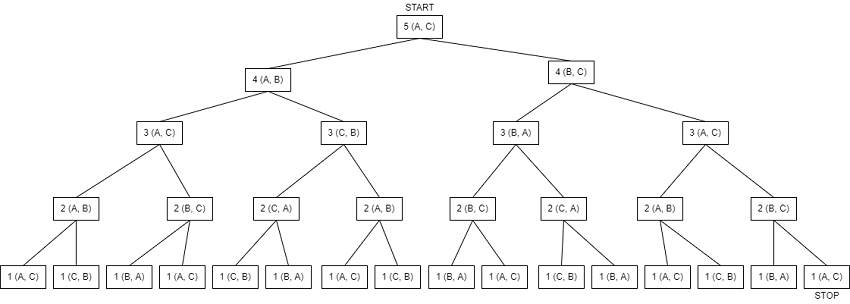 START
5 (A, C)
4 (A, B)
4 (B, C)
3 (A, C)
3 (C, B)
3 (B, A)
3 (A, C)
2 (A, B)
2 (B, C)
2 (C, A)
2 (A, B)
2 (B, C)
2 (C, A)
2 (A, B)
2 (B, C)
1 (A, C)
1 (C, B)
1 (B, A)
1 (A, C)
1 (C, B)
1 (B, A)
1 (A, C)
1 (C, B)
1 (B, A)
1 (A, C)
1 (C, B)
1 (B, A)
1 (A, C)
1 (C, B)
1 (B, A)
1 (A, C)
STOP